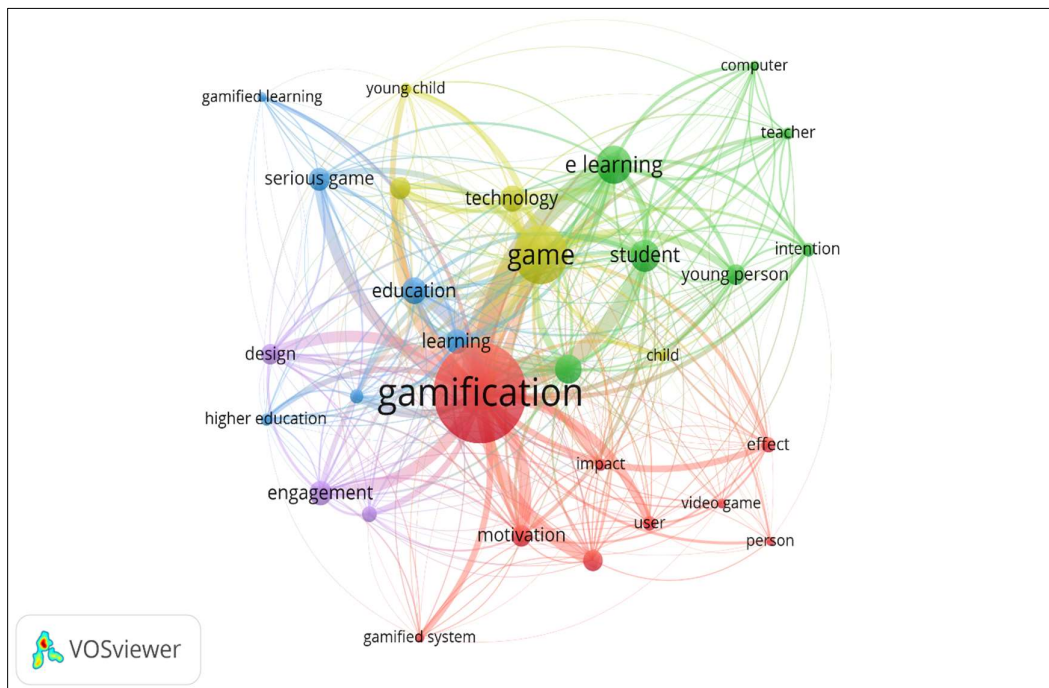 computer
gamified learning
young child
teacher
e learning
serious game
technology
student
intention
game
young person
education
learning
child
design
gamification
higher education
effect
impact
engagement
video game
user
motivation
person
gamified system
VOSviewer